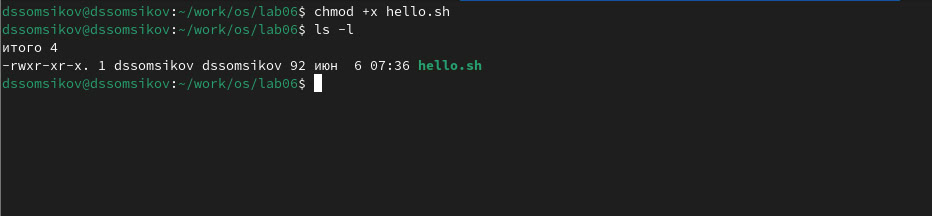 dssomsikov@dssomsikov:~/work/os/lab06$ chmod +x hello.sh
dssomsikov@dssomsikov:~/work/os/lab06$ ls -l
итого 4
-rwxr-xr-x. 1 dssomsikov dssomsikov 92 июн  6 07:36 hello.sh
dssomsikov@dssomsikov:~/work/os/lab06$